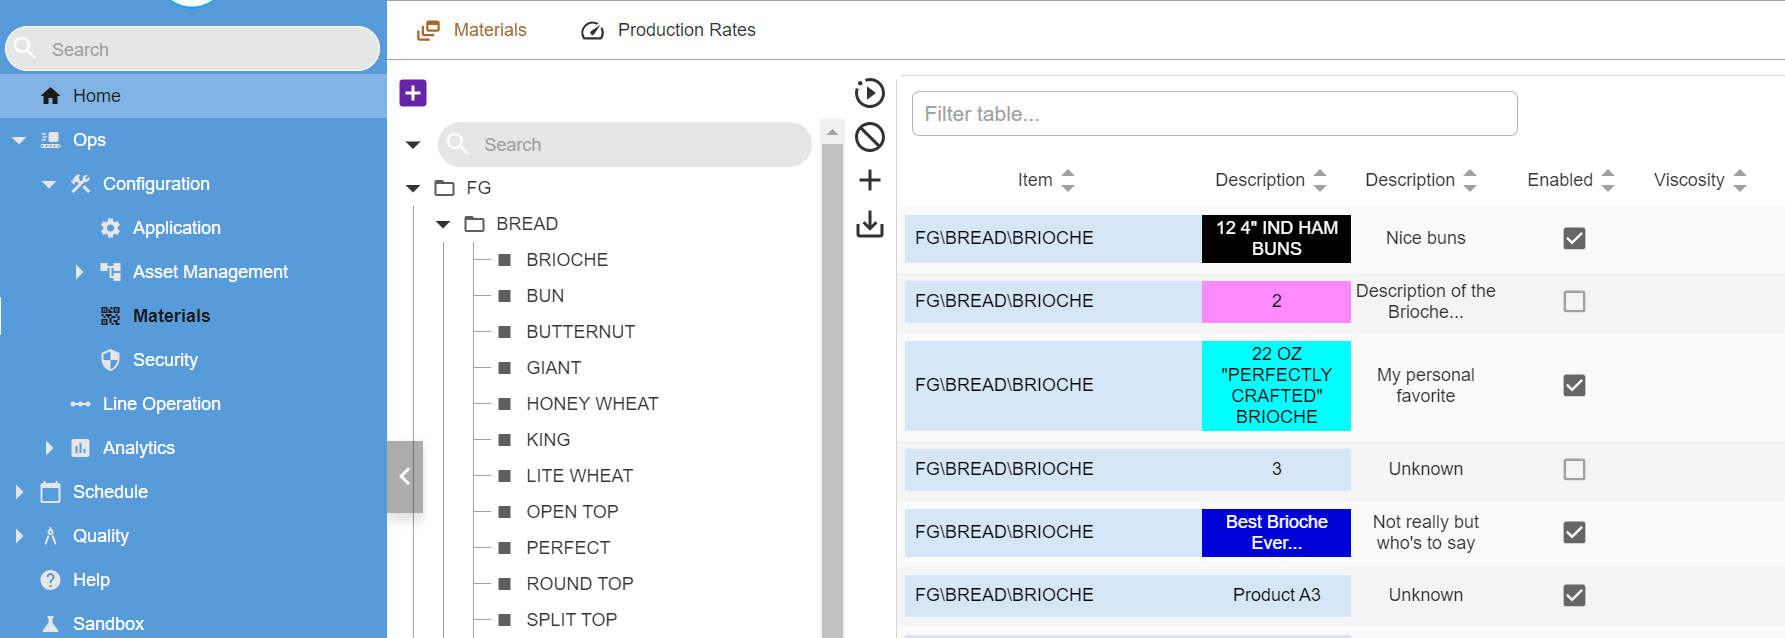 Search
Home
Ops
Configuration
Application
Asset Management
Materials
Security
Line Operation
Analytics
Schedule
Quality
Help
Sandbox
Materials
Production Rates
Search
FG
BREAD
BRIOCHE
BUN
BUTTERNUT
GIANT
HONEY WHEAT
KING
LITE WHEAT
OPEN TOP
PERFECT
ROUND TOP
SPLIT TOP
Filter table...
Item Description Description Enabled Viscosity
FG\BREAD\BRIOCHE
12 4" IND HAM
BUNS
Nice buns
FG\BREAD\BRIOCHE
2
Description of the
Brioche...
FG\BREAD\BRIOCHE
22 OZ
"PERFECTLY
CRAFTED"
BRIOCHE
My personal
favorite
FG\BREAD\BRIOCHE
3
Unknown
FG\BREAD\BRIOCHE
Best Brioche
Ever...
Not really but
who's to say
FG\BREAD\BRIOCHE
Product A3
Unknown